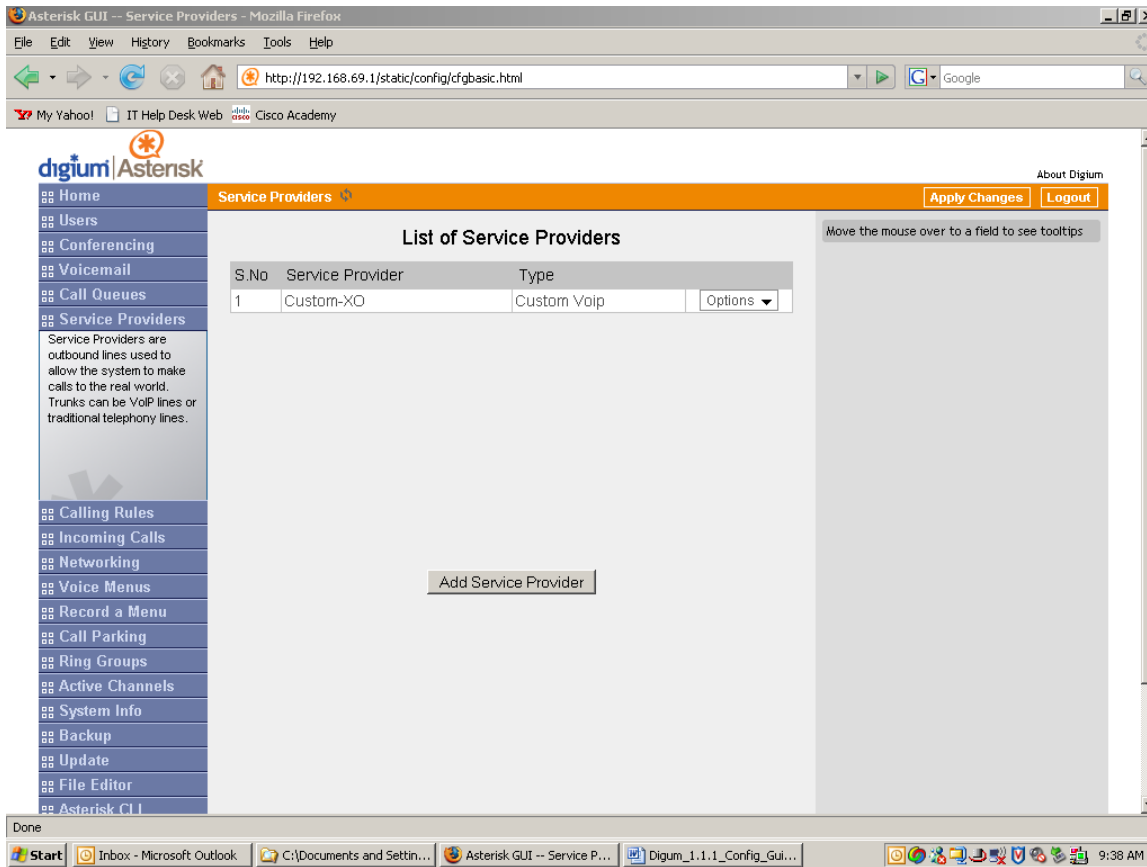 Asterisk GUI -- Service Providers - Mozilla Firefox
File Edit View History Bookmarks Tools Help
http://192.168.69.1/static/config/cfgbasic.html
G Google
My Yahoo! IT Help Desk Web Cisco Academy
digium Asterisk
About Digium
Home
Service Providers
Apply Changes Logout
Users
Conferencing
Voicemail
Call Queues
Service Providers
Service Providers are
outbound lines used to
allow the system to make
calls to the real world.
Trunks can be VoIP lines or
traditional telephony lines.
Calling Rules
Incoming Calls
Networking
Voice Menus
Record a Menu
Call Parking
Ring Groups
Active Channels
System Info
Backup
Update
File Editor
Asterisk CLI
List of Service Providers
S.No Service Provider Type
1 Custom-XO Custom Voip Options
Add Service Provider
Move the mouse over to a field to see tooltips
Done
Start Inbox - Microsoft Outlook C:\Documents and Settin... Asterisk GUI -- Service P... Digum_1.1.1_Config_Gui... 9:38 AM